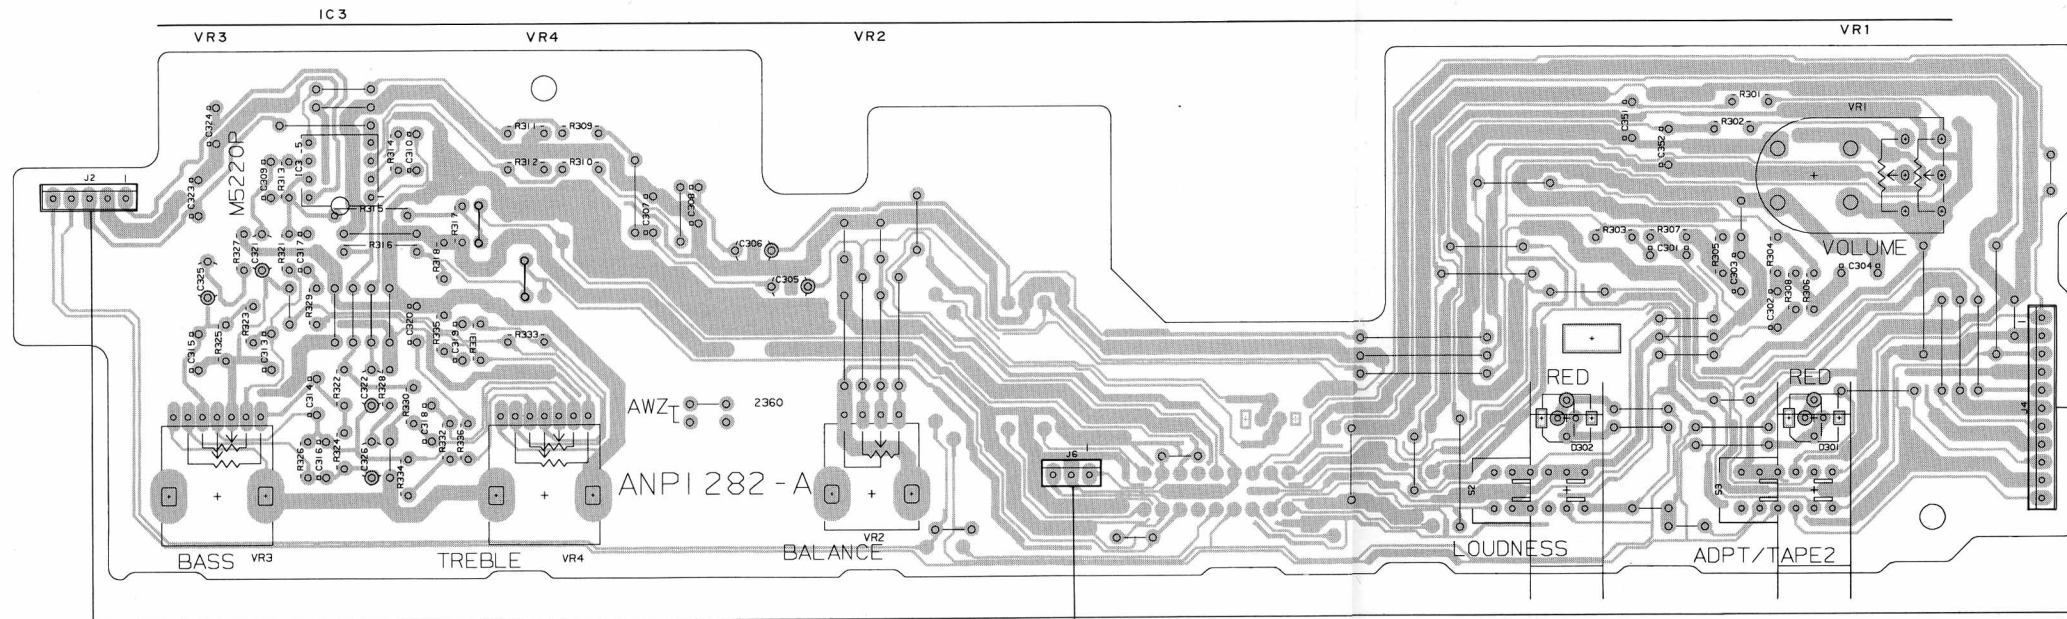 IC3
VR3
VR4
VR2
VR1
R301
VR1
C324
R311
R309
C351
R302
M5220P
IC3
-5
R314
C310
C352
R312
R310
J2
1
C309
R313
C323
R315
C307
C308
R317
R303
R307
VOLUME
R327
C321
R321
C317
R316
R318
C306
C301
R305
R304
C303
C304
C325
C305
R308
R306
R329
C302
C320
R323
R335
C319
R331
R333
1
C315
R325
C313
RED
RED
R322
C322
R328
C314
R330
AWZ
2360
C318
J4
R326
C316
R324
C326
R332
R336
J6
1
D302
D301
R334
ANP1282-A
S2
S3
VR2
BASS
VR3
TREBLE
VR4
BALANCE
LOUDNESS
ADPT/TAPE2